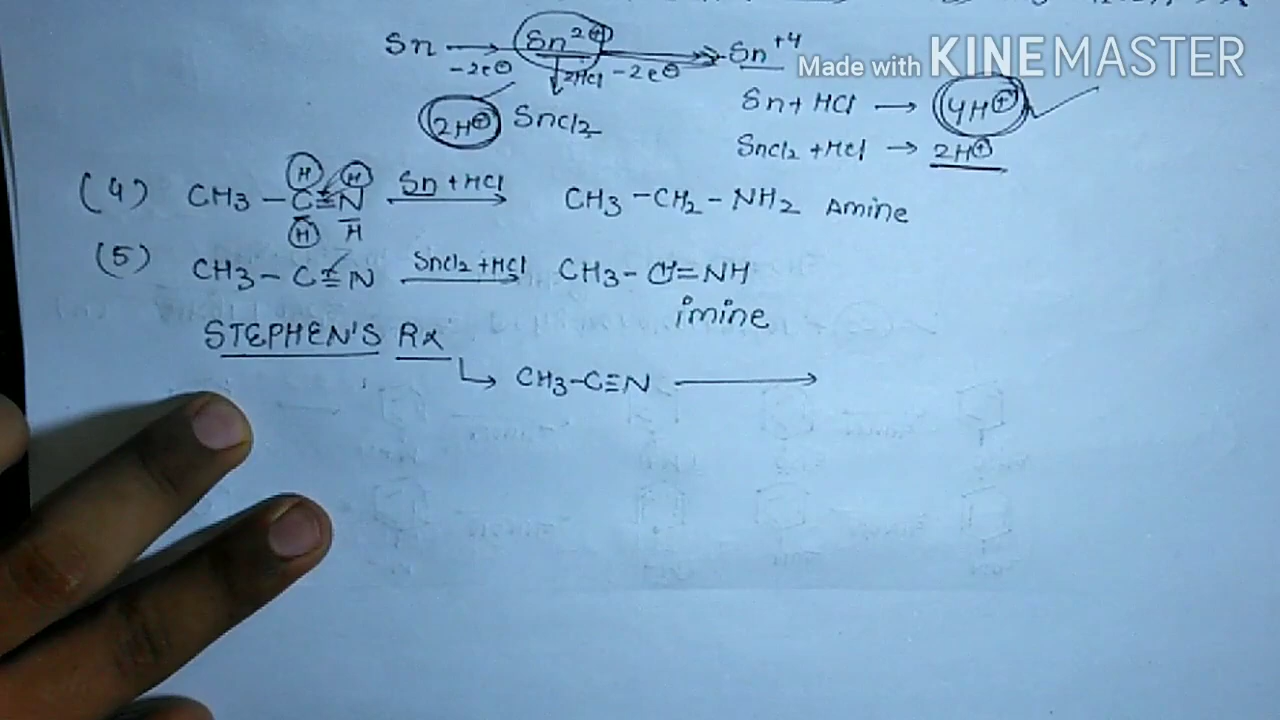 Sn → -2e⊖ Sn2⊕ → -2e⊖ Sn+4
Made with KINEMASTER
2HCl
2H⊕ SnCl2
Sn + HCl → 4H⊕
SnCl2 + HCl → 2H⊕
H H
(4) CH3 – C≡N Sn + HCl → CH3 – CH2 – NH2 Amine
H H
(5) CH3 – C≡N SnCl2 + HCl → CH3 – CH=NH
imine
STEPHEN'S Rx
CH3–C≡N →